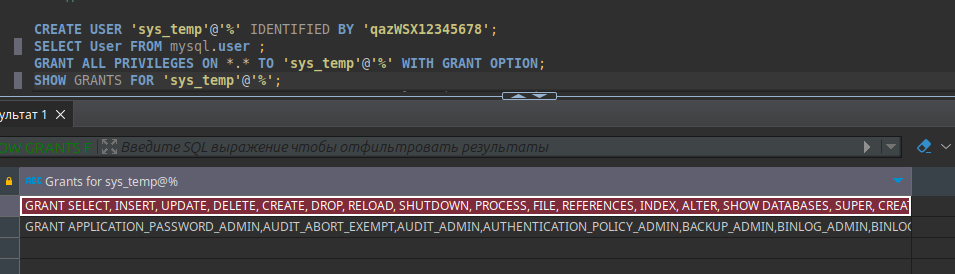 CREATE USER 'sys_temp'@'%' IDENTIFIED BY 'qazWSX12345678';
SELECT User FROM mysql.user ;
GRANT ALL PRIVILEGES ON *.* TO 'sys_temp'@'%' WITH GRANT OPTION;
SHOW GRANTS FOR 'sys_temp'@'%';
ультат 1
OW GRANTS F Введите SQL выражение чтобы отфильтровать результаты
ABC Grants for sys_temp@%
GRANT SELECT, INSERT, UPDATE, DELETE, CREATE, DROP, RELOAD, SHUTDOWN, PROCESS, FILE, REFERENCES, INDEX, ALTER, SHOW DATABASES, SUPER, CREAT
GRANT APPLICATION_PASSWORD_ADMIN,AUDIT_ABORT_EXEMPT,AUDIT_ADMIN,AUTHENTICATION_POLICY_ADMIN,BACKUP_ADMIN,BINLOG_ADMIN,BINLOG